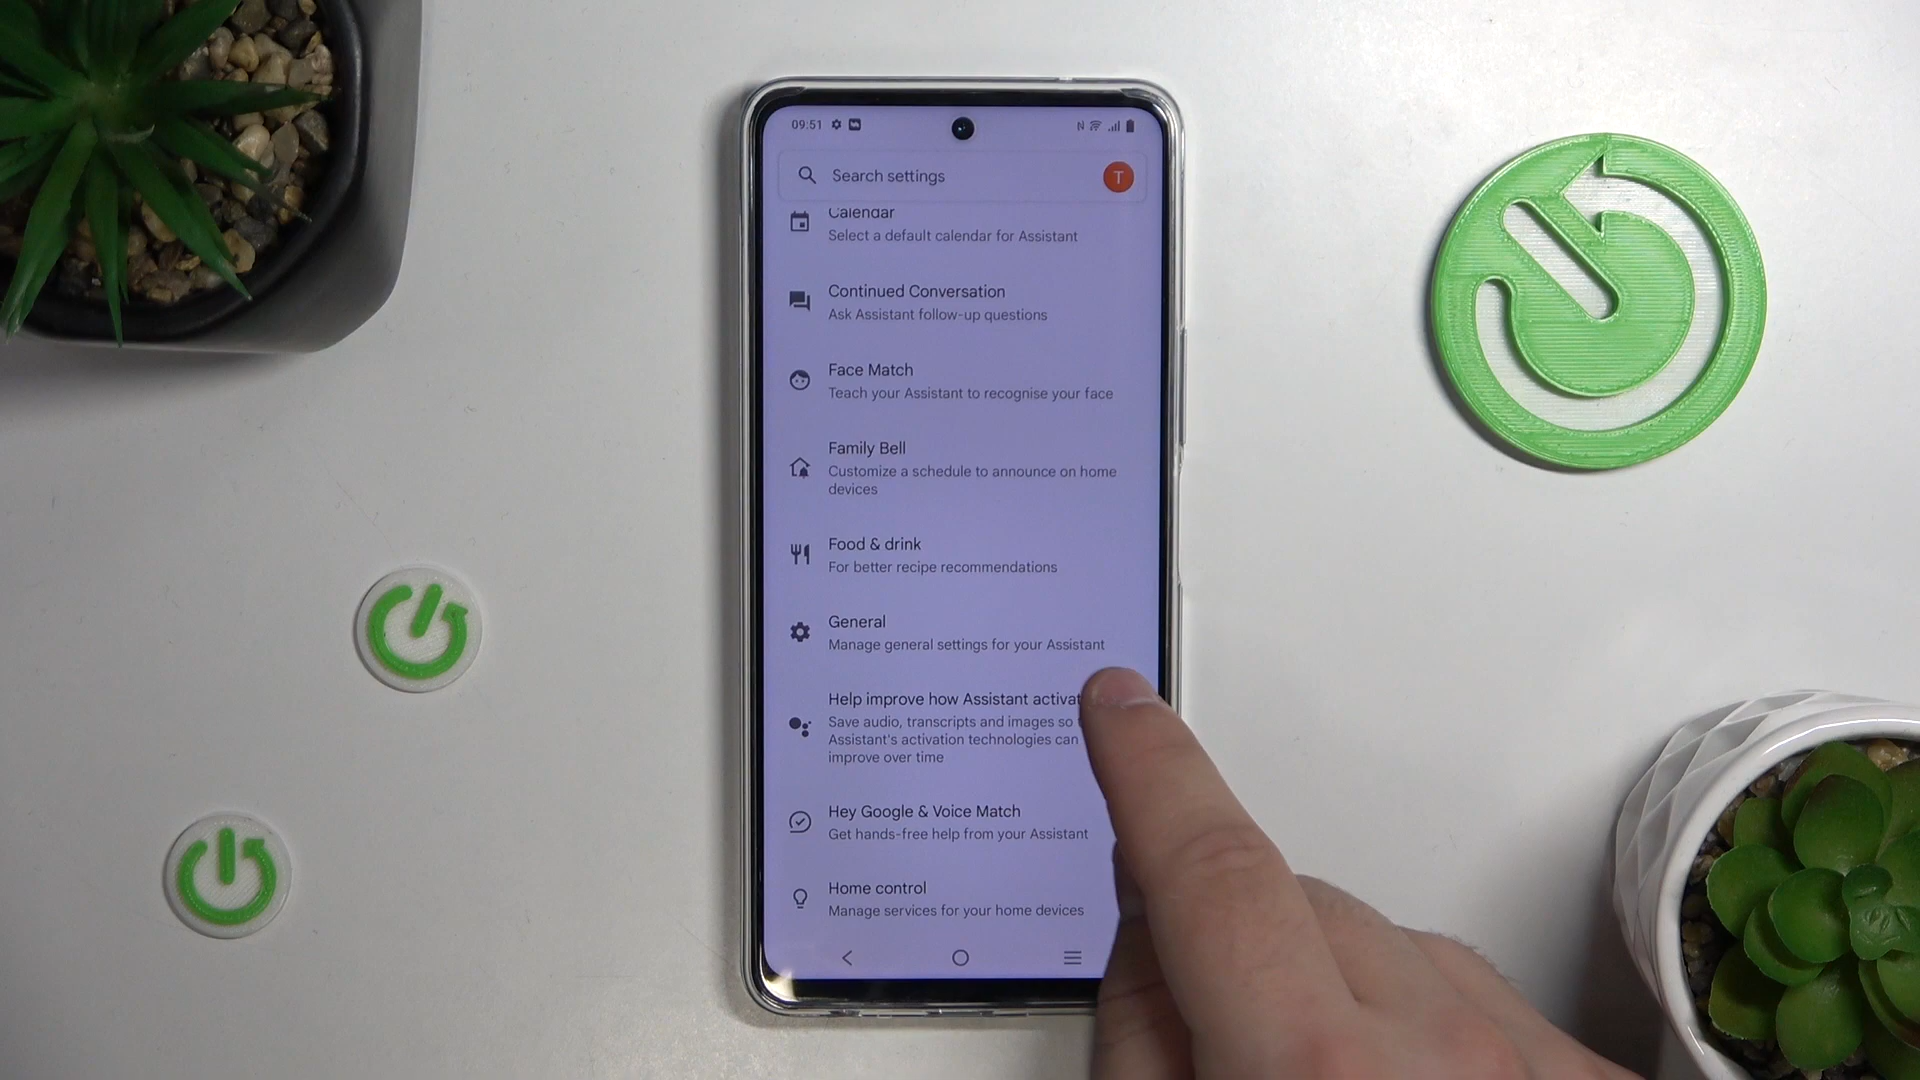 09:51
N
Search settings
T
Calendar
Select a default calendar for Assistant
Continued Conversation
Ask Assistant follow-up questions
Face Match
Teach your Assistant to recognise your face
Family Bell
Customize a schedule to announce on home
devices
Food & drink
For better recipe recommendations
General
Manage general settings for your Assistant
Help improve how Assistant
Save audio, transcripts and images so
Assistant's activation technologies can
improve over time
Hey Google & Voice Match
Get hands-free help from your Assistant
Home control
Manage services for your home devices